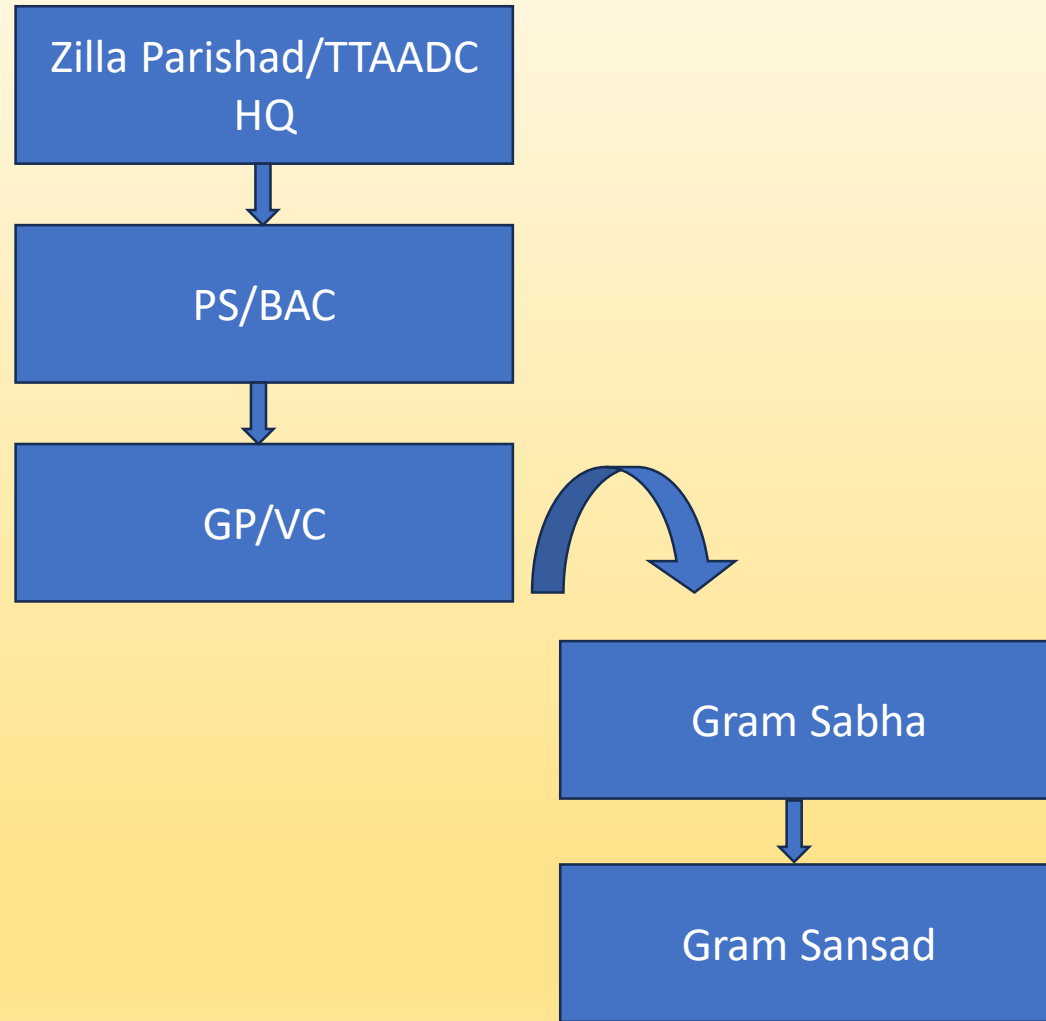 Zilla Parishad/TTAADC
HQ
PS/BAC
GP/VC
Gram Sabha
Gram Sansad